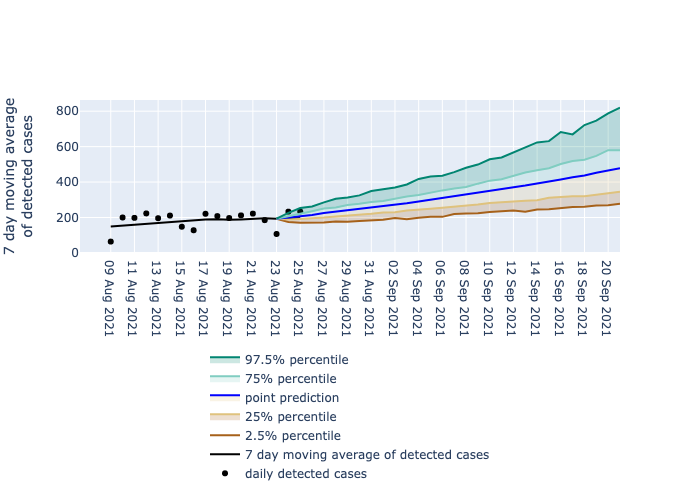 7 day moving average
of detected cases
800
600
400
200
0
09 Aug 2021
11 Aug 2021
13 Aug 2021
15 Aug 2021
17 Aug 2021
19 Aug 2021
21 Aug 2021
23 Aug 2021
25 Aug 2021
27 Aug 2021
29 Aug 2021
31 Aug 2021
02 Sep 2021
04 Sep 2021
06 Sep 2021
08 Sep 2021
10 Sep 2021
12 Sep 2021
14 Sep 2021
16 Sep 2021
18 Sep 2021
20 Sep 2021
97.5% percentile
75% percentile
point prediction
25% percentile
2.5% percentile
7 day moving average of detected cases
daily detected cases